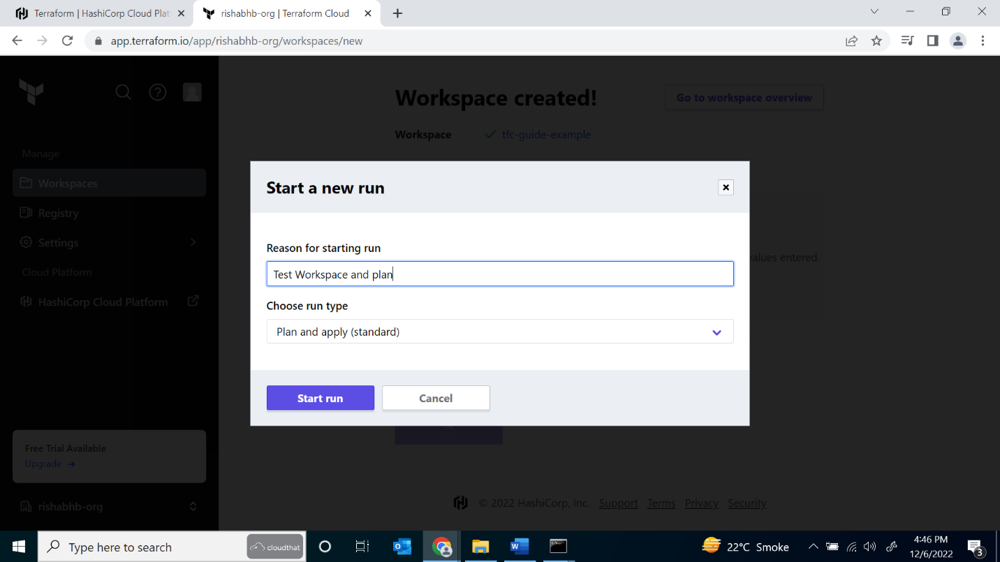 Terraform | HashiCorp Cloud Plat
rishabhb-org | Terraform Cloud
app.terraform.io/app/rishabhb-org/workspaces/new
Workspace created!
Go to workspace overview
Workspace
tfc-guide-example
Manage
Workspaces
Registry
Settings
Cloud Platform
HashiCorp Cloud Platform
Start a new run
Reason for starting run
Test Workspace and plan
Choose run type
Plan and apply (standard)
Start run
Cancel
values entered
Free Trial Available
Upgrade →
rishabhb-org
© 2022 HashiCorp, Inc. Support Terms Privacy Security
Type here to search
cloudthat
22°C Smoke
4:46 PM
12/6/2022
3